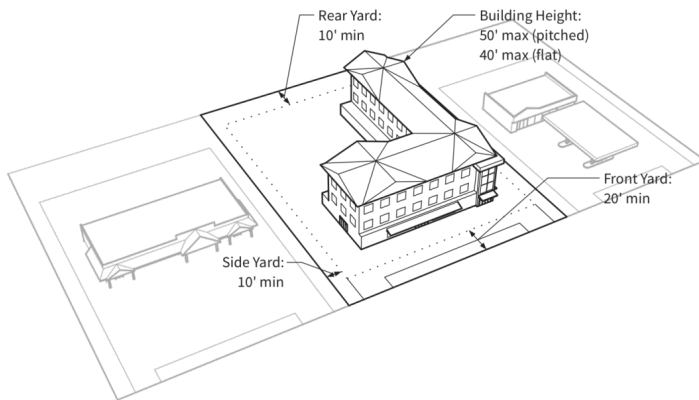 Rear Yard:
10' min
Building Height:
50' max (pitched)
40' max (flat)
Front Yard:
20' min
Side Yard:
10' min